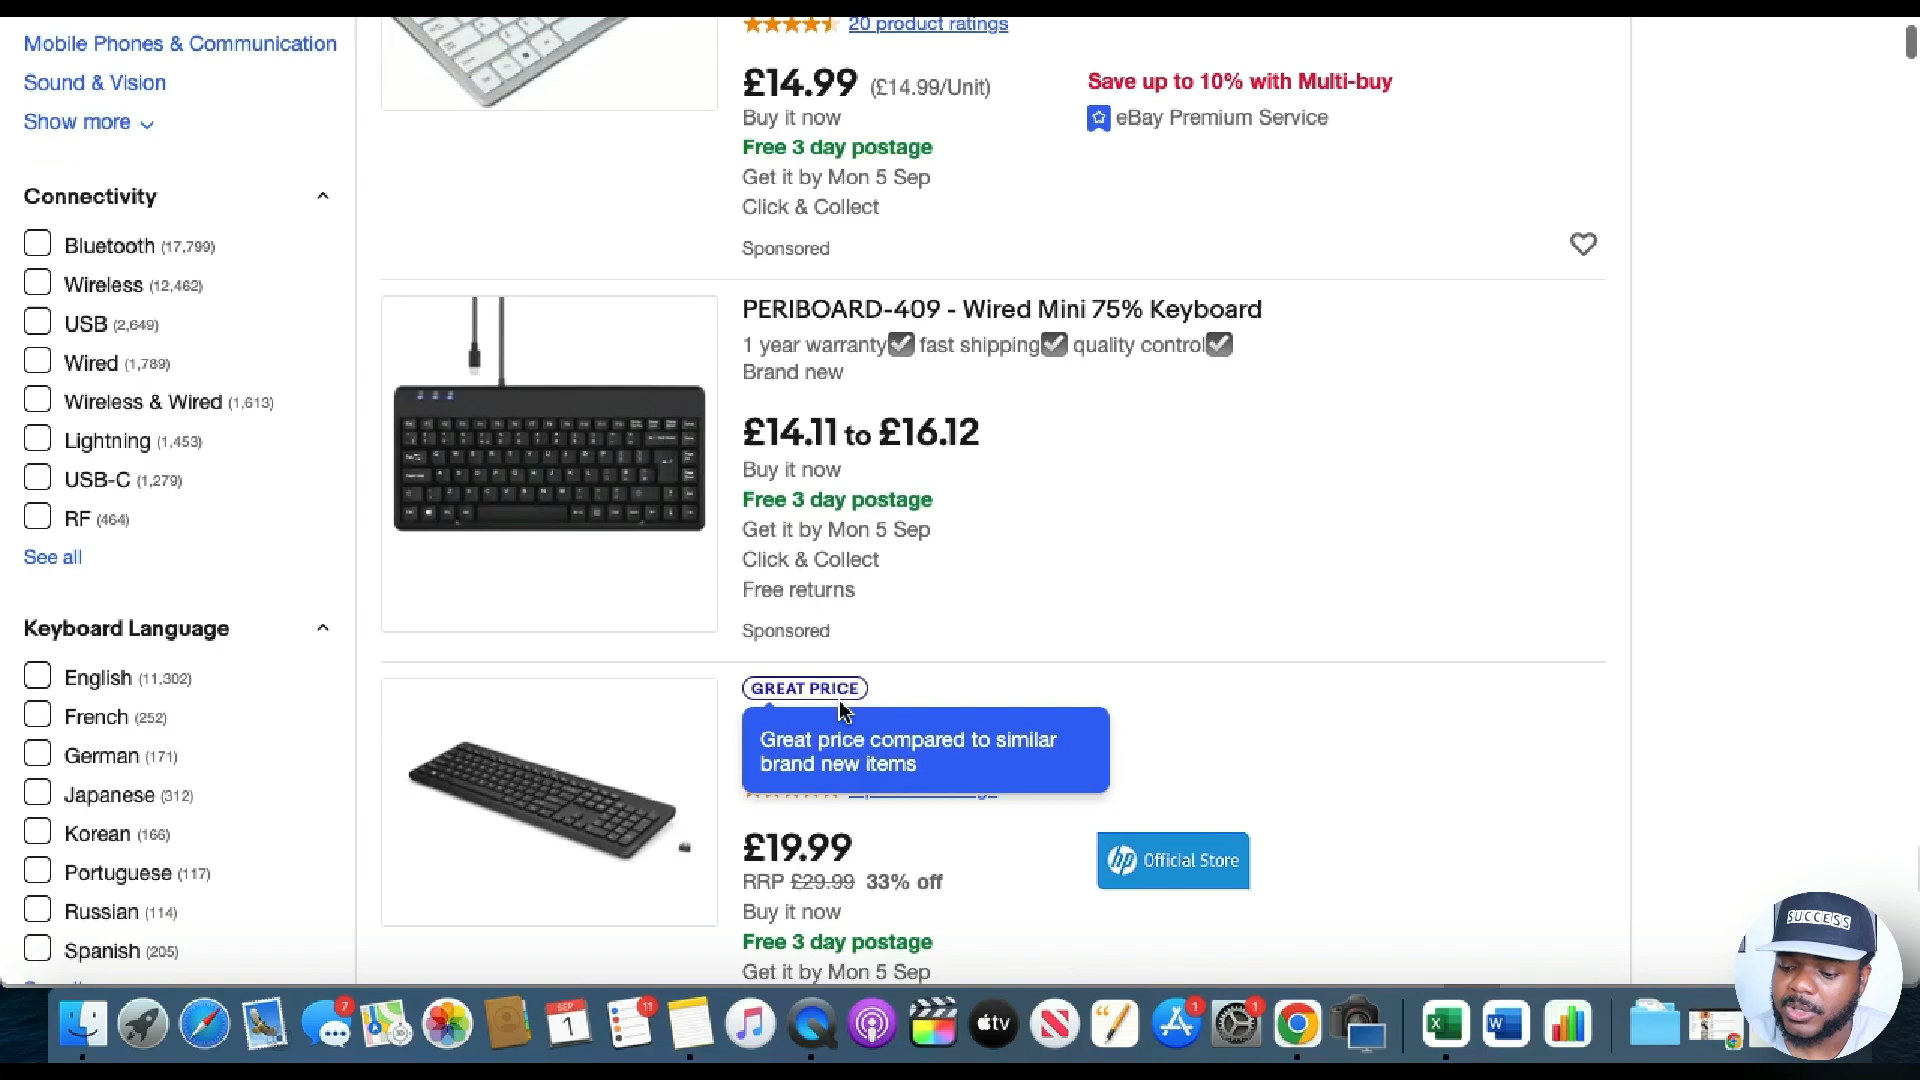 Mobile Phones & Communication
Sound & Vision
Show more
Connectivity
Bluetooth (17,799)
Wireless (12,462)
USB (2,649)
Wired (1,789)
Wireless & Wired (1,613)
Lightning (1,453)
USB-C (1,279)
RF (464)
See all
Keyboard Language
English (11,302)
French (252)
German (171)
Japanese (312)
Korean (166)
Portuguese (117)
Russian (114)
Spanish (205)
20 product ratings
£14.99 (£14.99/Unit)
Buy it now
Free 3 day postage
Get it by Mon 5 Sep
Click & Collect
Sponsored
Save up to 10% with Multi-buy
eBay Premium Service
PERIBOARD-409 - Wired Mini 75% Keyboard
1 year warranty✅ fast shipping✅ quality control✅
Brand new
£14.11 to £16.12
Buy it now
Free 3 day postage
Get it by Mon 5 Sep
Click & Collect
Free returns
Sponsored
GREAT PRICE
Great price compared to similar
brand new items
£19.99
RRP £29.99 33% off
Buy it now
Free 3 day postage
Get it by Mon 5 Sep
hp Official Store
SUCCESS
7
SEP
1
11
tv
1
1
X
W